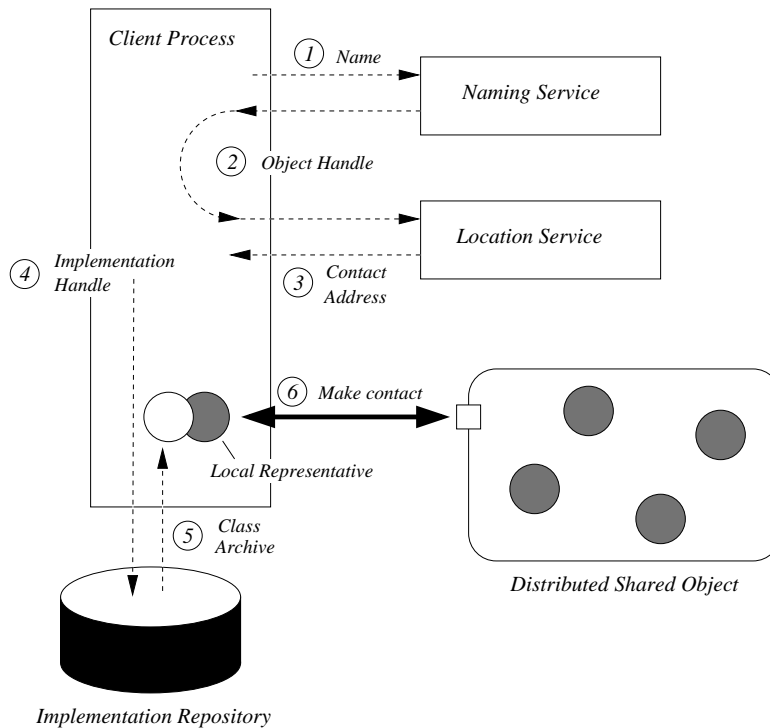 Client Process
1 Name
Naming Service
2 Object Handle
Location Service
4 Implementation
Handle
3 Contact
Address
6 Make contact
Local Representative
5 Class
Archive
Distributed Shared Object
Implementation Repository